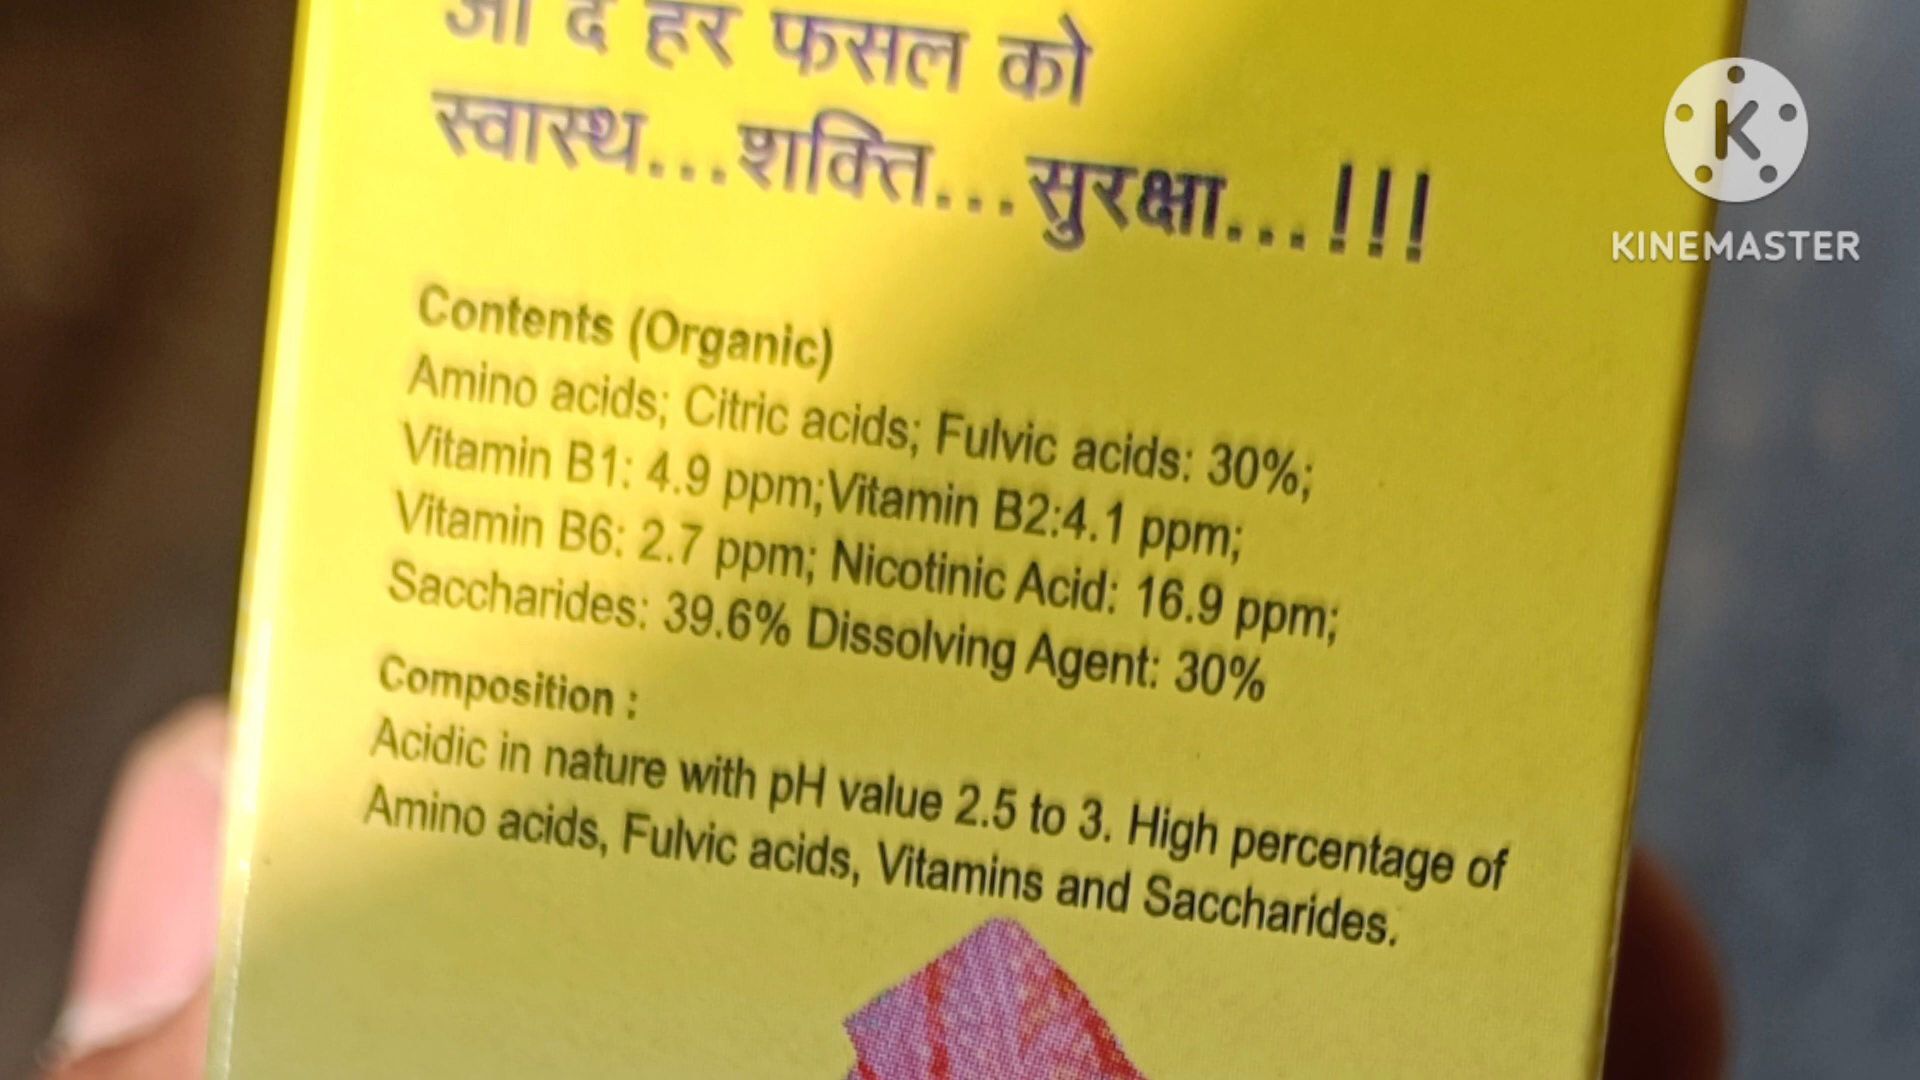 जो दे हर फसल को
स्वास्थ...शक्ति...सुरक्षा...!!!
Contents (Organic)
Amino acids; Citric acids; Fulvic acids: 30%;
Vitamin B1: 4.9 ppm;Vitamin B2:4.1 ppm;
Vitamin B6: 2.7 ppm; Nicotinic Acid: 16.9 ppm;
Saccharides: 39.6% Dissolving Agent: 30%
Composition :
Acidic in nature with pH value 2.5 to 3. High percentage of
Amino acids, Fulvic acids, Vitamins and Saccharides.
K
KINEMASTER